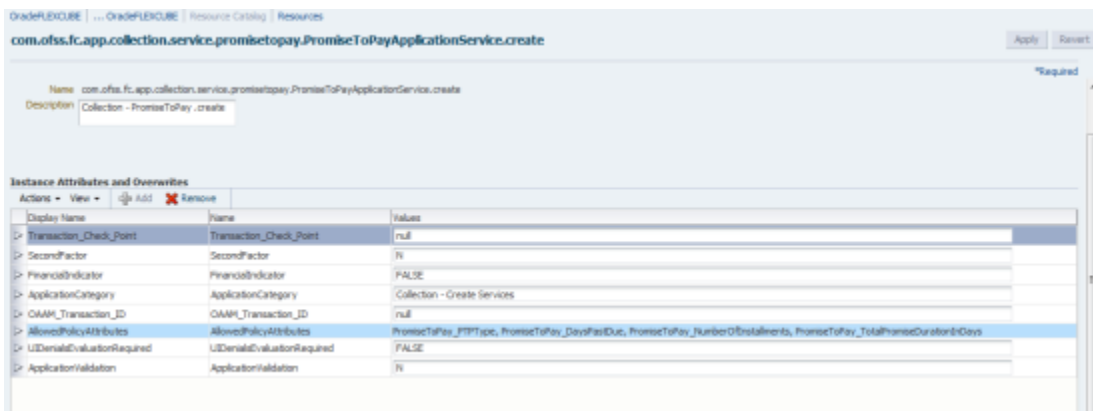 OracleFLEXCUBE | ... OracleFLEXCUBE | Resource Catalog | Resources
com.ofss.fc.app.collection.service.promisetopay.PromiseToPayApplicationService.create
Apply Revert
*Required
Name com.ofss.fc.app.collection.service.promisetopay.PromiseToPayApplicationService.create
Description Collection - PromiseToPay .create
Instance Attributes and Overwrites
Actions View Add Remove
Display Name Name Values
Transaction_Check_Point Transaction_Check_Point null
SecondFactor SecondFactor N
FinancialIndicator FinancialIndicator FALSE
ApplicationCategory ApplicationCategory Collection - Create Services
OAAM_Transaction_ID OAAM_Transaction_ID null
AllowedPolicyAttributes AllowedPolicyAttributes PromiseToPay_PTPType, PromiseToPay_DaysPastDue, PromiseToPay_NumberOfInstallments, PromiseToPay_TotalPromiseDurationInDays
UIDenialsEvaluationRequired UIDenialsEvaluationRequired FALSE
ApplicationValidation ApplicationValidation N